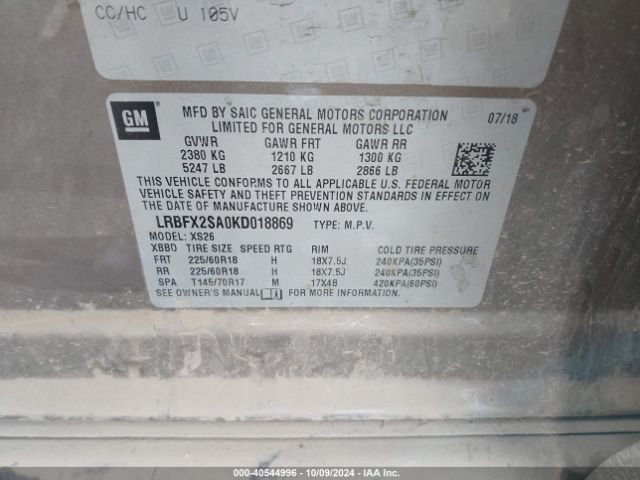 CC/HC U 105V
GM
MFD BY SAIC GENERAL MOTORS CORPORATION
LIMITED FOR GENERAL MOTORS LLC
07/18
GVWR GAWR FRT GAWR RR
2380 KG 1210 KG 1300 KG
5247 LB 2667 LB 2866 LB
THIS VEHICLE CONFORMS TO ALL APPLICABLE U.S. FEDERAL MOTOR
VEHICLE SAFETY AND THEFT PREVENTION STANDARDS IN EFFECT ON
THE DATE OF MANUFACTURE SHOWN ABOVE.
LRBFX2SA0KD018869 TYPE: M.P.V.
MODEL: XS26
XBBD TIRE SIZE SPEED RTG RIM COLD TIRE PRESSURE
FRT 225/60R18 H 18X7.5J 240KPA(35PSI)
RR 225/60R18 H 18X7.5J 240KPA(35PSI)
SPA T145/70R17 M 17X4B 420KPA(60PSI)
SEE OWNER'S MANUAL FOR MORE INFORMATION.
000-40544996 - 10/09/2024 - IAAI.COM